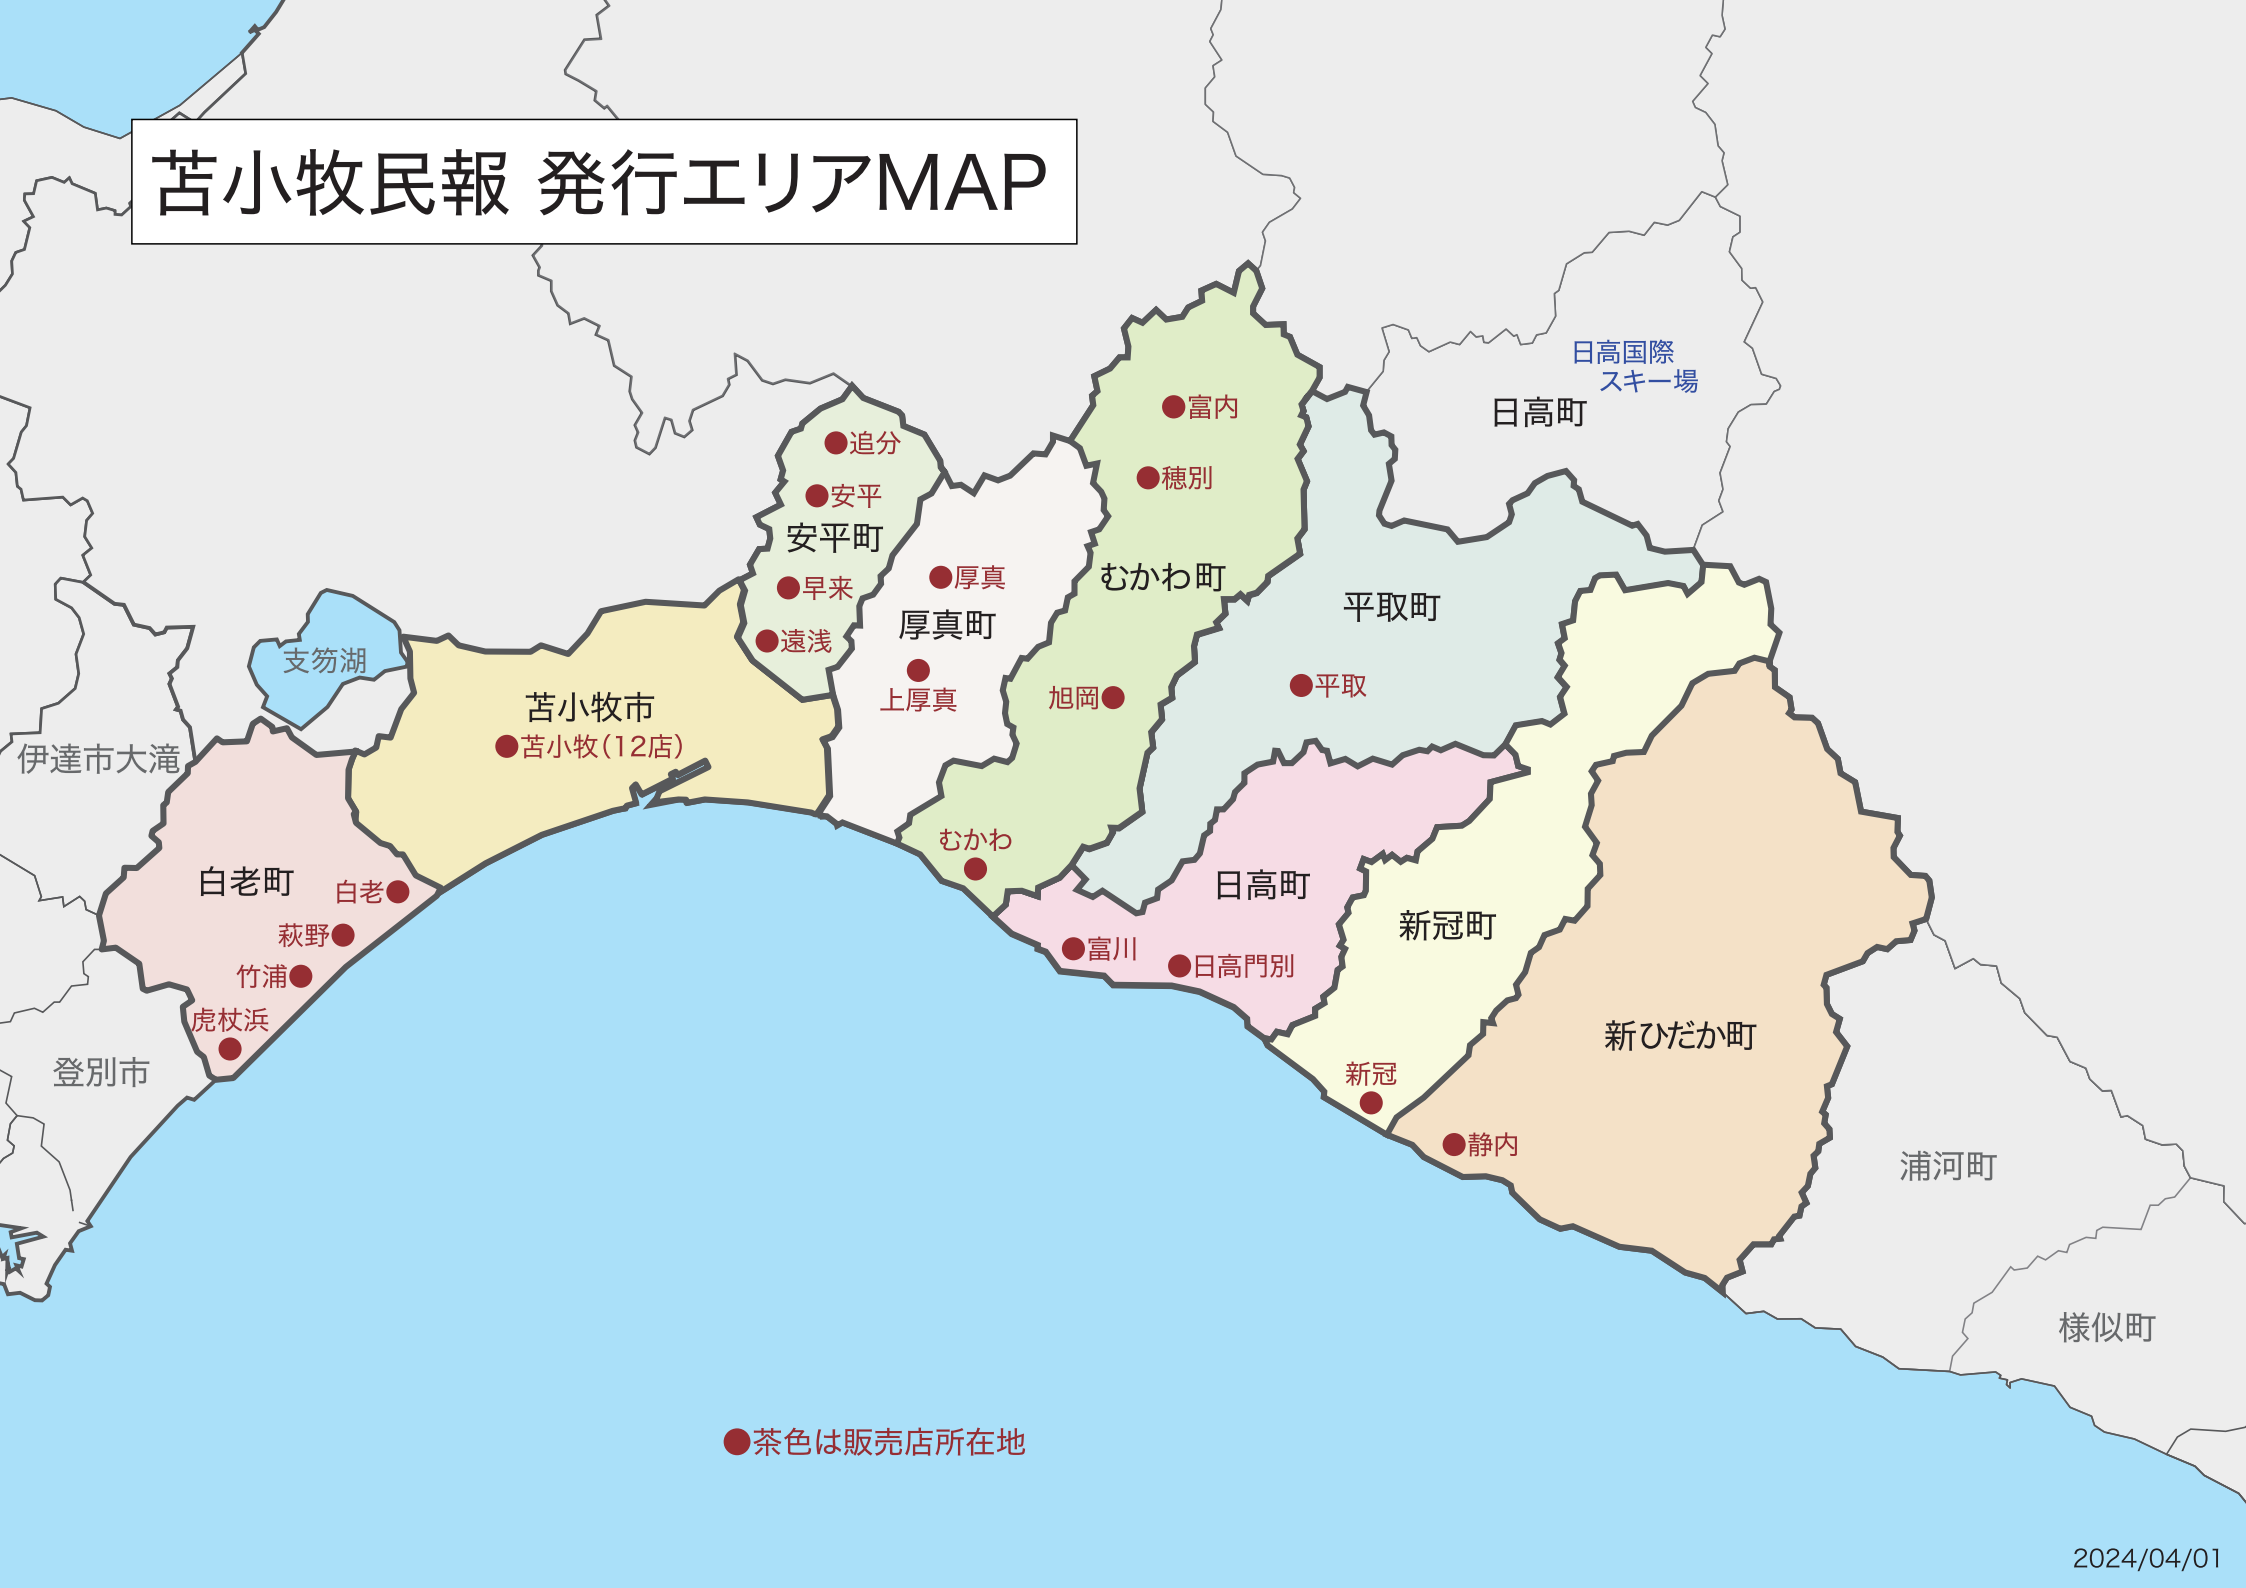 苫小牧民報 発行エリアMAP
日高国際
スキー場
日高町
富内
追分
穂別
安平
安平町
厚真
むかわ町
早来
平取町
厚真町
遠浅
支笏湖
平取
上厚真
旭岡
苫小牧市
苫小牧（12店）
伊達市大滝
むかわ
白老町
白老
日高町
新冠町
萩野
富川
日高門別
竹浦
虎杖浜
新ひだか町
登別市
新冠
静内
浦河町
様似町
茶色は販売店所在地
2024/04/01